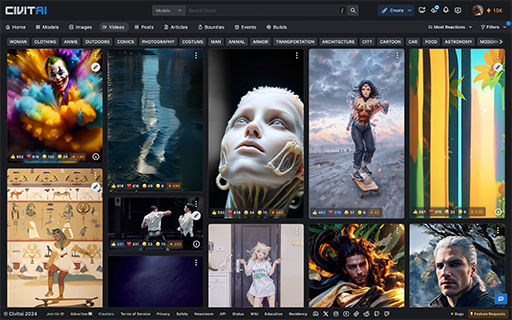 CIVITAI
Models
Search Civitai
/
Create
15K
Home
Models
Images
Videos
Posts
Articles
Bounties
Events
Builds
Most Reactions
Filters
WOMAN
CLOTHING
ANIME
OUTDOORS
COMICS
PHOTOGRAPHY
COSTUME
MAN
ANIMAL
ARMOR
TRANSPORTATION
ARCHITECTURE
CITY
CARTOON
CAR
FOOD
ASTRONOMY
© Civitai 2024
Join Us
Advertise
Creators
Terms of Service
Privacy
Safety
Newsroom
API
Status
Wiki
Education
Residency
Bugs
Feature Requests